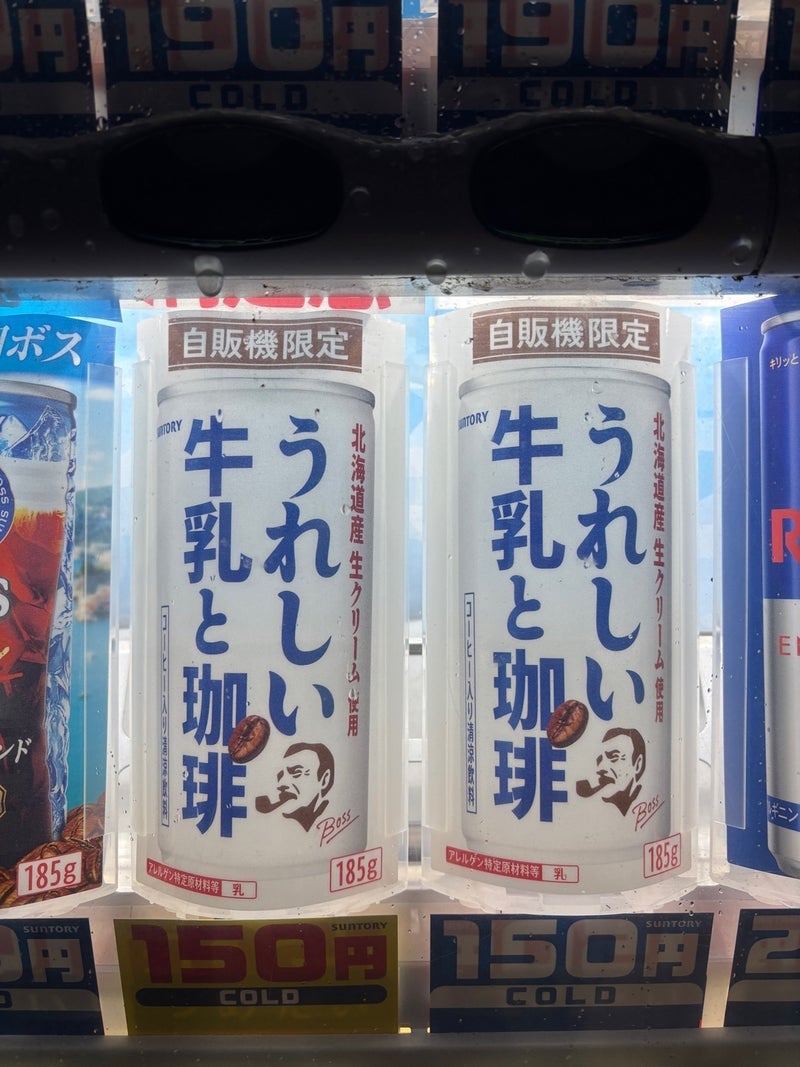 190円
COLD
190円
COLD
ボス
185g
自販機限定
SUNTORY
北海道産 生クリーム使用
うれしい
牛乳と珈琲
コーヒー入り清涼飲料
Boss
アレルゲン特定原材料等 乳
185g
自販機限定
SUNTORY
北海道産 生クリーム使用
うれしい
牛乳と珈琲
コーヒー入り清涼飲料
Boss
アレルゲン特定原材料等 乳
185g
キリッと
円
SUNTORY
150円
SUNTORY
COLD
150円
SUNTORY
COLD